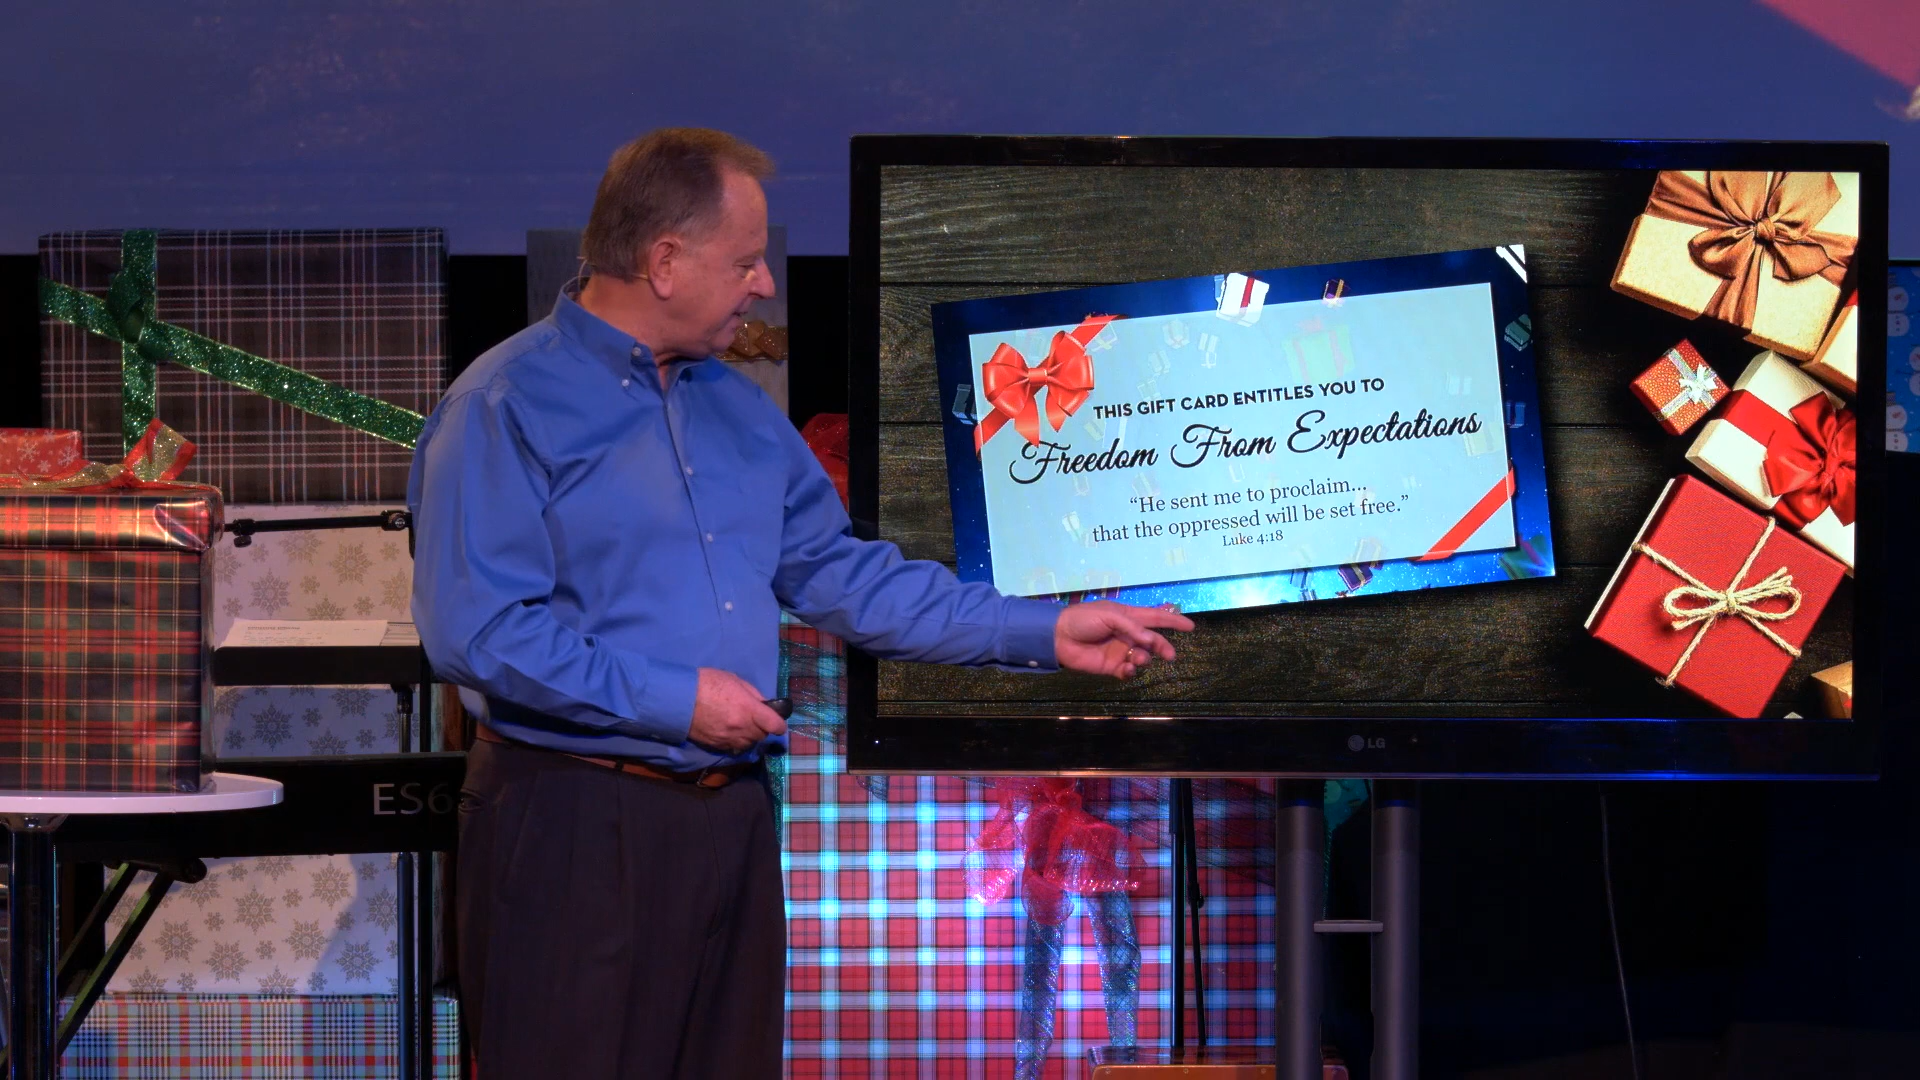 THIS GIFT CARD ENTITLES YOU TO
Freedom From Expectations
“He sent me to proclaim...
that the oppressed will be set free.”
Luke 4:18
LG
ES6